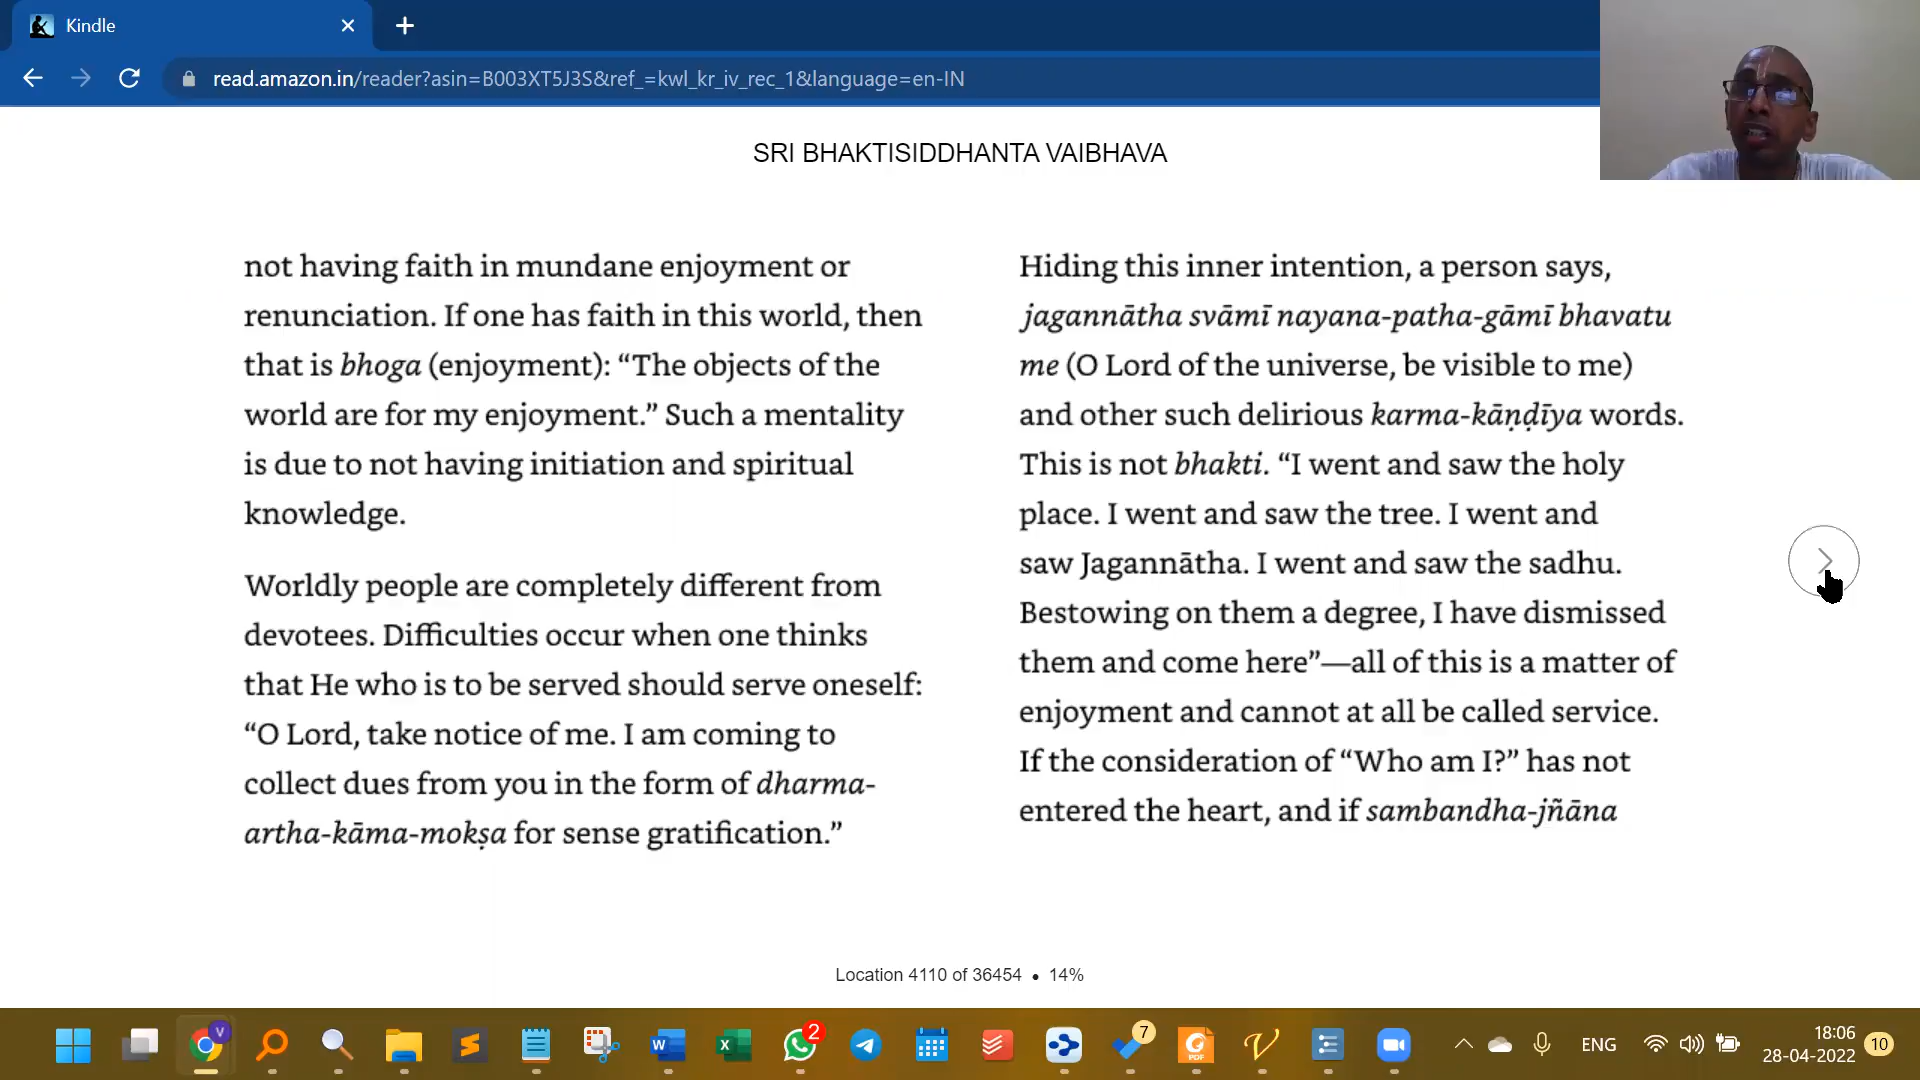 Kindle
read.amazon.in/reader?asin=B003XT5J3S&ref_=kwl_kr_iv_rec_1&language=en-IN
SRI BHAKTISIDDHANTA VAIBHAVA
not having faith in mundane enjoyment or
renunciation. If one has faith in this world, then
that is bhoga (enjoyment): “The objects of the
world are for my enjoyment.” Such a mentality
is due to not having initiation and spiritual
knowledge.
Worldly people are completely different from
devotees. Difficulties occur when one thinks
that He who is to be served should serve oneself:
“O Lord, take notice of me. I am coming to
collect dues from you in the form of dharma-
artha-kāma-mokṣa for sense gratification.”
Hiding this inner intention, a person says,
jagannātha svāmī nayana-patha-gāmī bhavatu
me (O Lord of the universe, be visible to me)
and other such delirious karma-kāṇḍīya words.
This is not bhakti. “I went and saw the holy
place. I went and saw the tree. I went and
saw Jagannātha. I went and saw the sadhu.
Bestowing on them a degree, I have dismissed
them and come here”—all of this is a matter of
enjoyment and cannot at all be called service.
If the consideration of “Who am I?” has not
entered the heart, and if sambandha-jñāna
Location 4110 of 36454 • 14%
V
W
X
2
7
PDF
V
ENG
18:06
28-04-2022
10